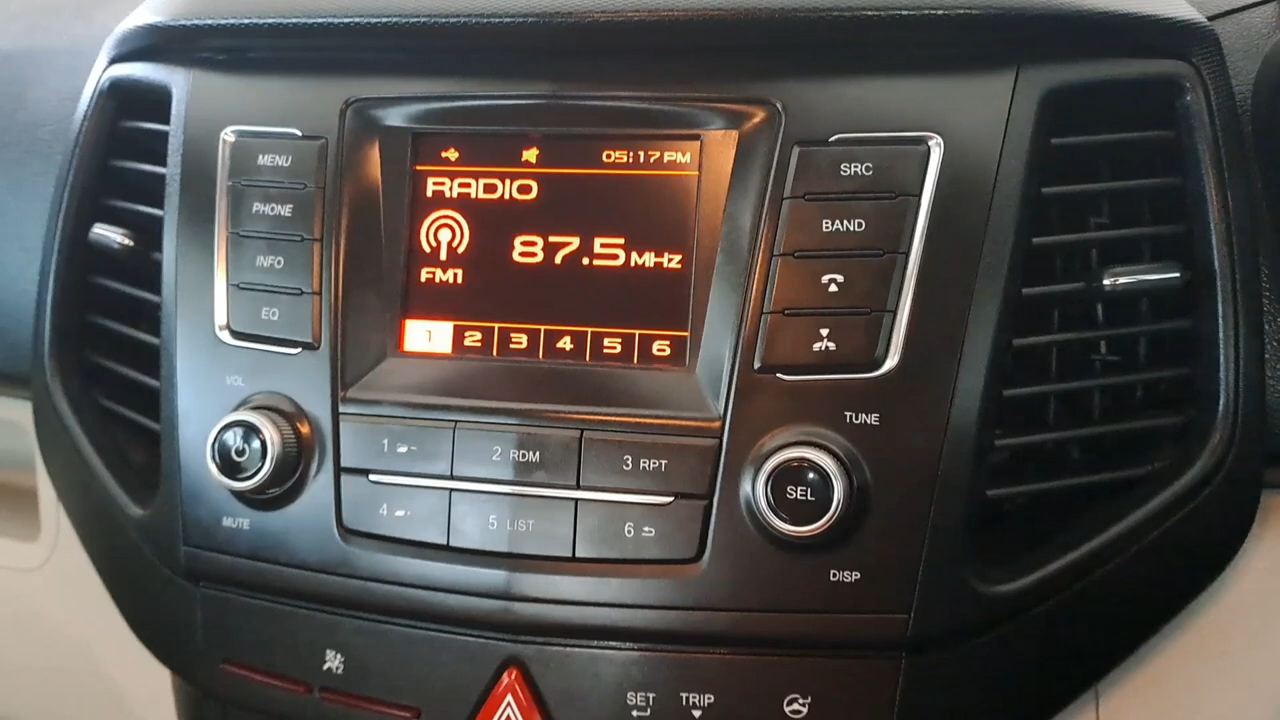 MENU
PHONE
INFO
EQ
05:17 PM
RADIO
87.5 MHz
FM1
1 2 3 4 5 6
SRC
BAND
VOL
MUTE
1
2 RDM
3 RPT
4
5 LIST
6
TUNE
SEL
DISP
SET
TRIP